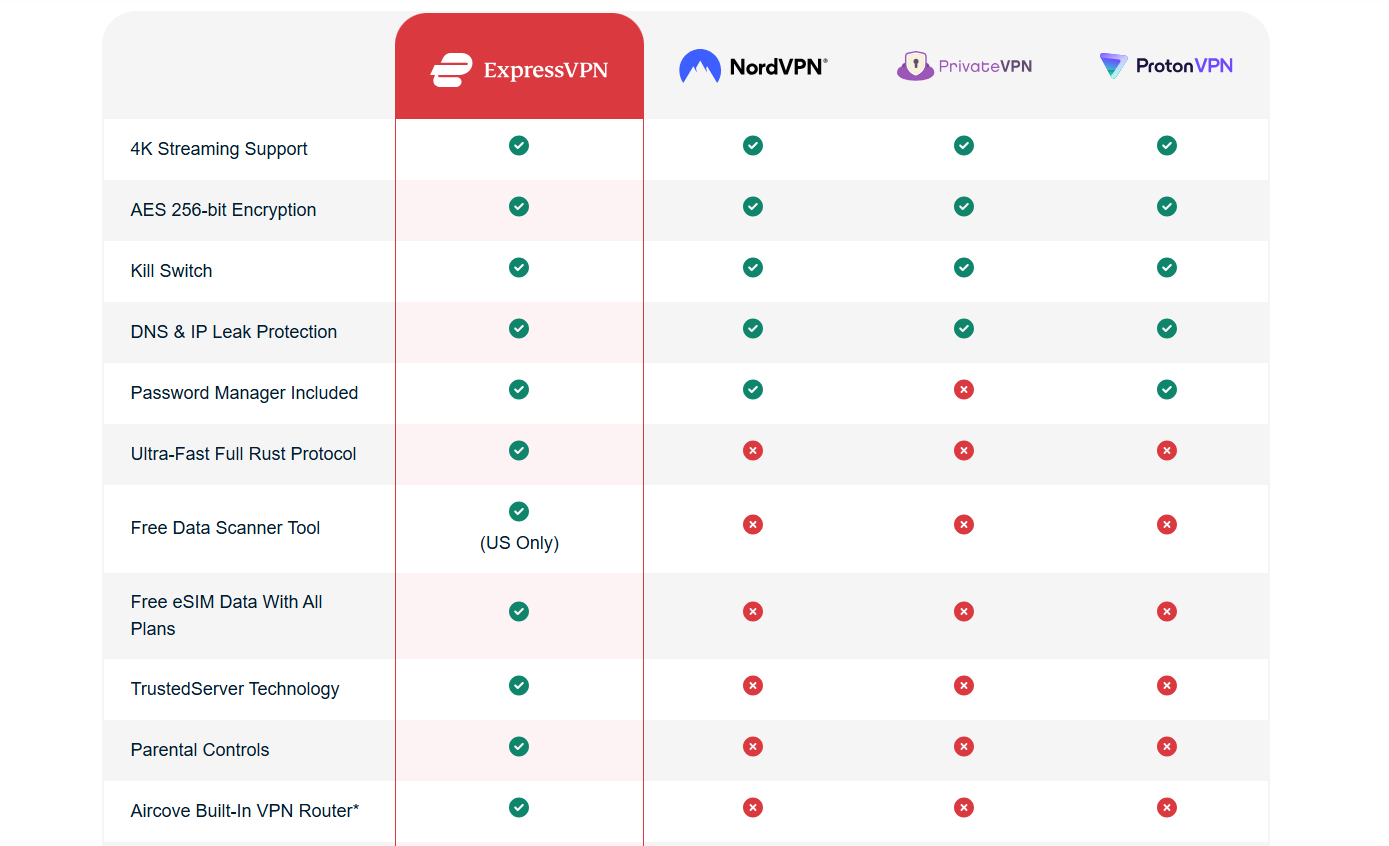 ExpressVPN NordVPN® PrivateVPN ProtonVPN
4K Streaming Support
AES 256-bit Encryption
Kill Switch
DNS & IP Leak Protection
Password Manager Included
Ultra-Fast Full Rust Protocol
Free Data Scanner Tool
(US Only)
Free eSIM Data With All
Plans
TrustedServer Technology
Parental Controls
Aircove Built-In VPN Router*